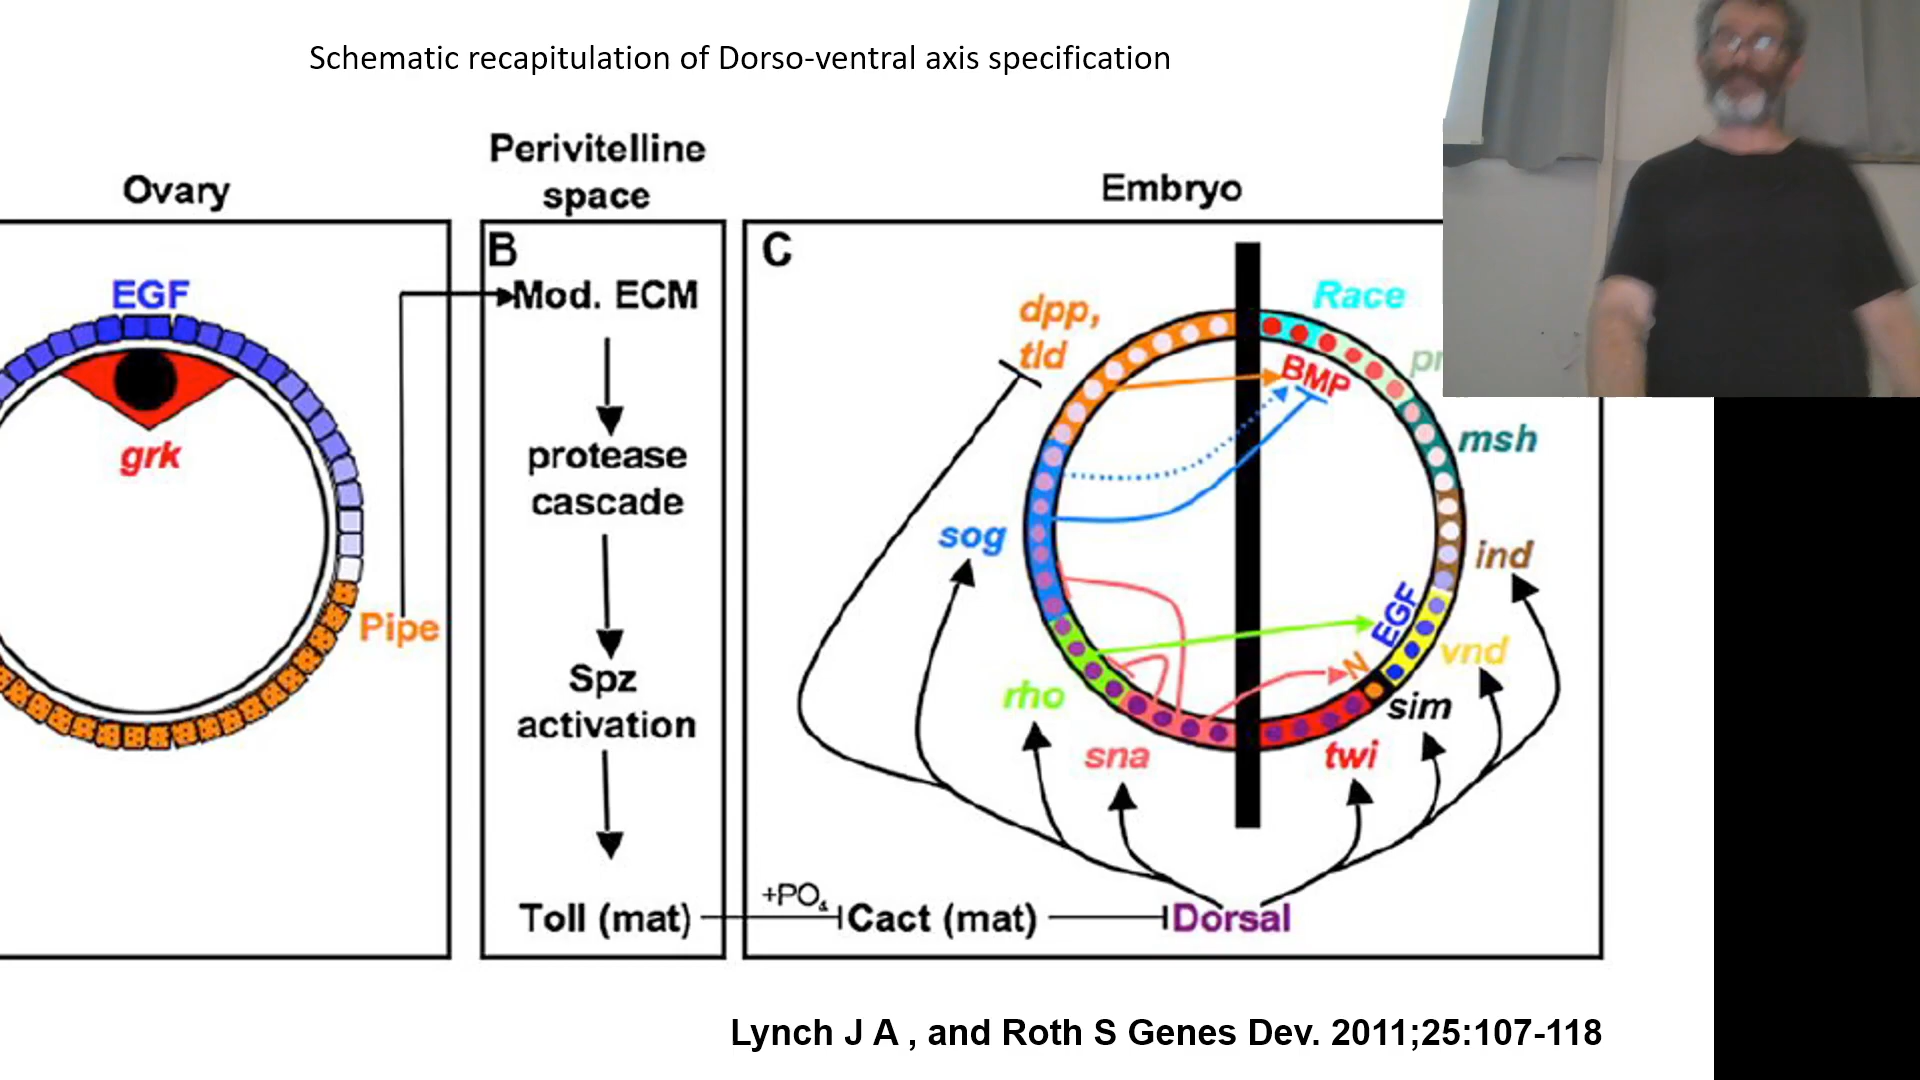 Schematic recapitulation of Dorso-ventral axis specification
Ovary
Perivitelline
space
Embryo
EGF
grk
Pipe
B
Mod. ECM
protease
cascade
Spz
activation
Toll (mat)
C
dpp,
tld
sog
rho
sna
Race
pr
BMP
msh
ind
EGF
vnd
N
sim
twi
+PO4
Cact (mat)
Dorsal
Lynch J A , and Roth S Genes Dev. 2011;25:107-118